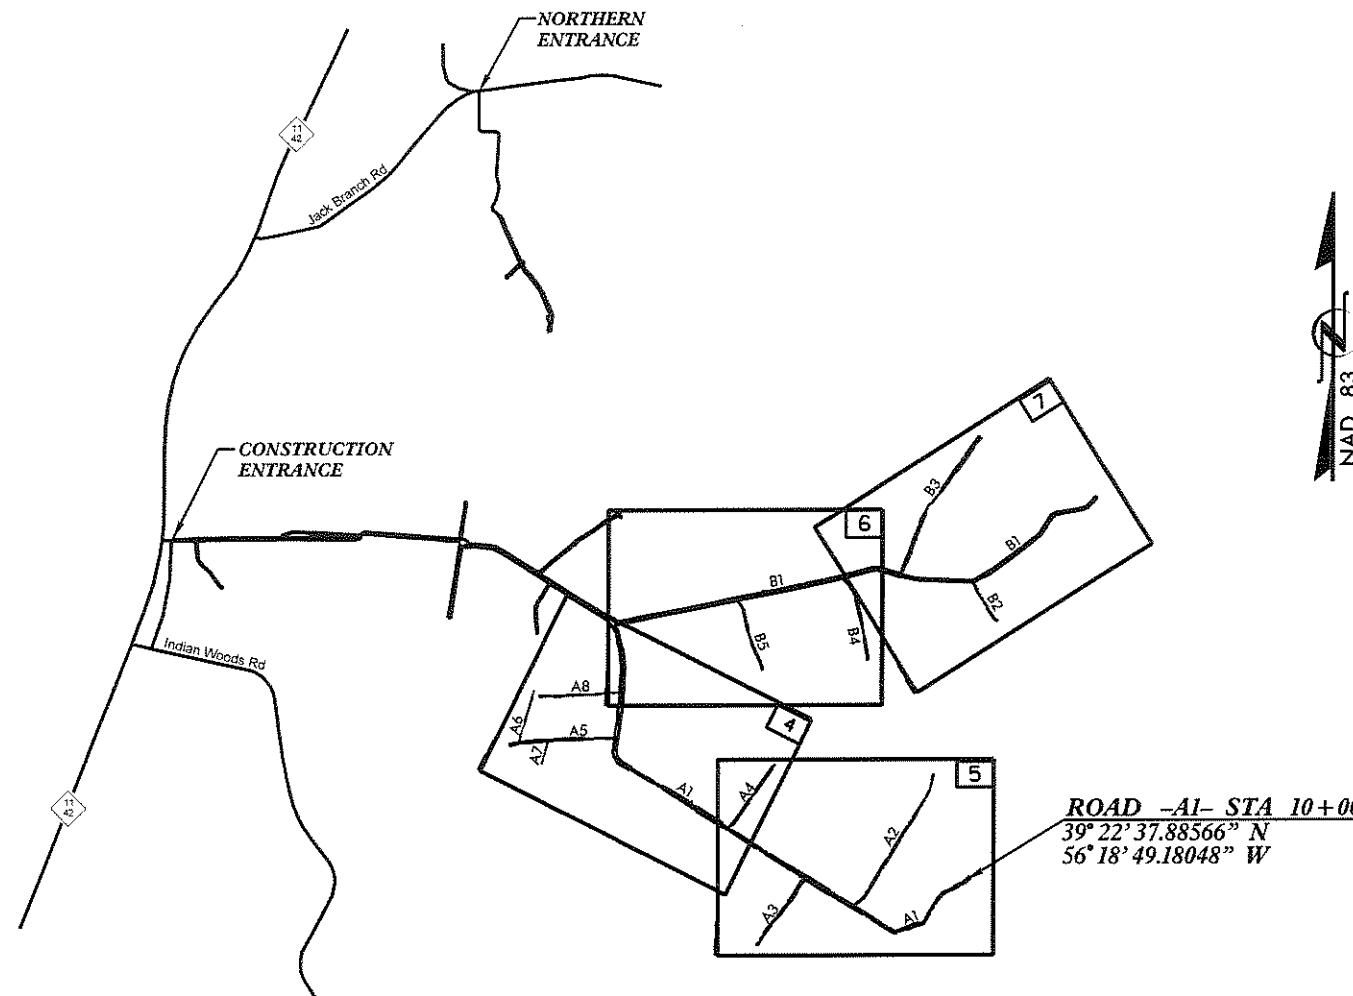 NORTHERN
ENTRANCE
11
42
Jack Branch Rd
NAD 83
7
CONSTRUCTION
ENTRANCE
B3
6
B1
B1
B2
Indian Woods Rd
B5
B4
A8
A6
A5
A7
4
A1
A4
5
11
42
ROAD -A1- STA 10+00
39° 22' 37.88566" N
56° 18' 49.18048" W
A2
A3
A1